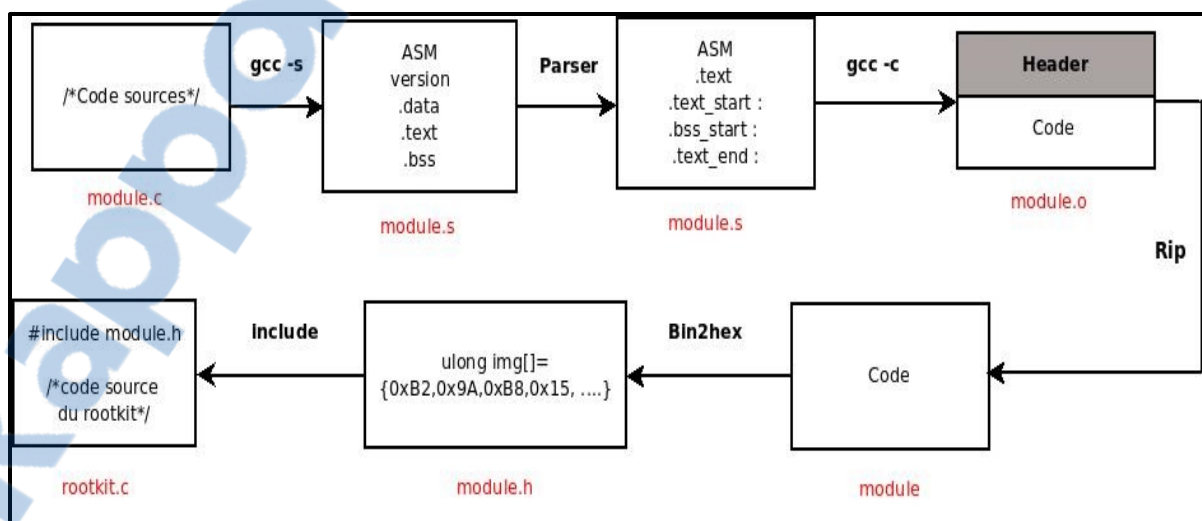 /*Code sources*/
module.c
gcc -s
ASM
version
.data
.text
.bss
module.s
Parser
ASM
.text
.text_start :
.bss_start :
.text_end :
module.s
gcc -c
Header
Code
module.o
Rip
Code
module
Bin2hex
ulong img[]=
{0xB2,0x9A,0xB8,0x15, ....}
module.h
Include
#include module.h
/*code source
du rootkit*/
rootkit.c
kappa